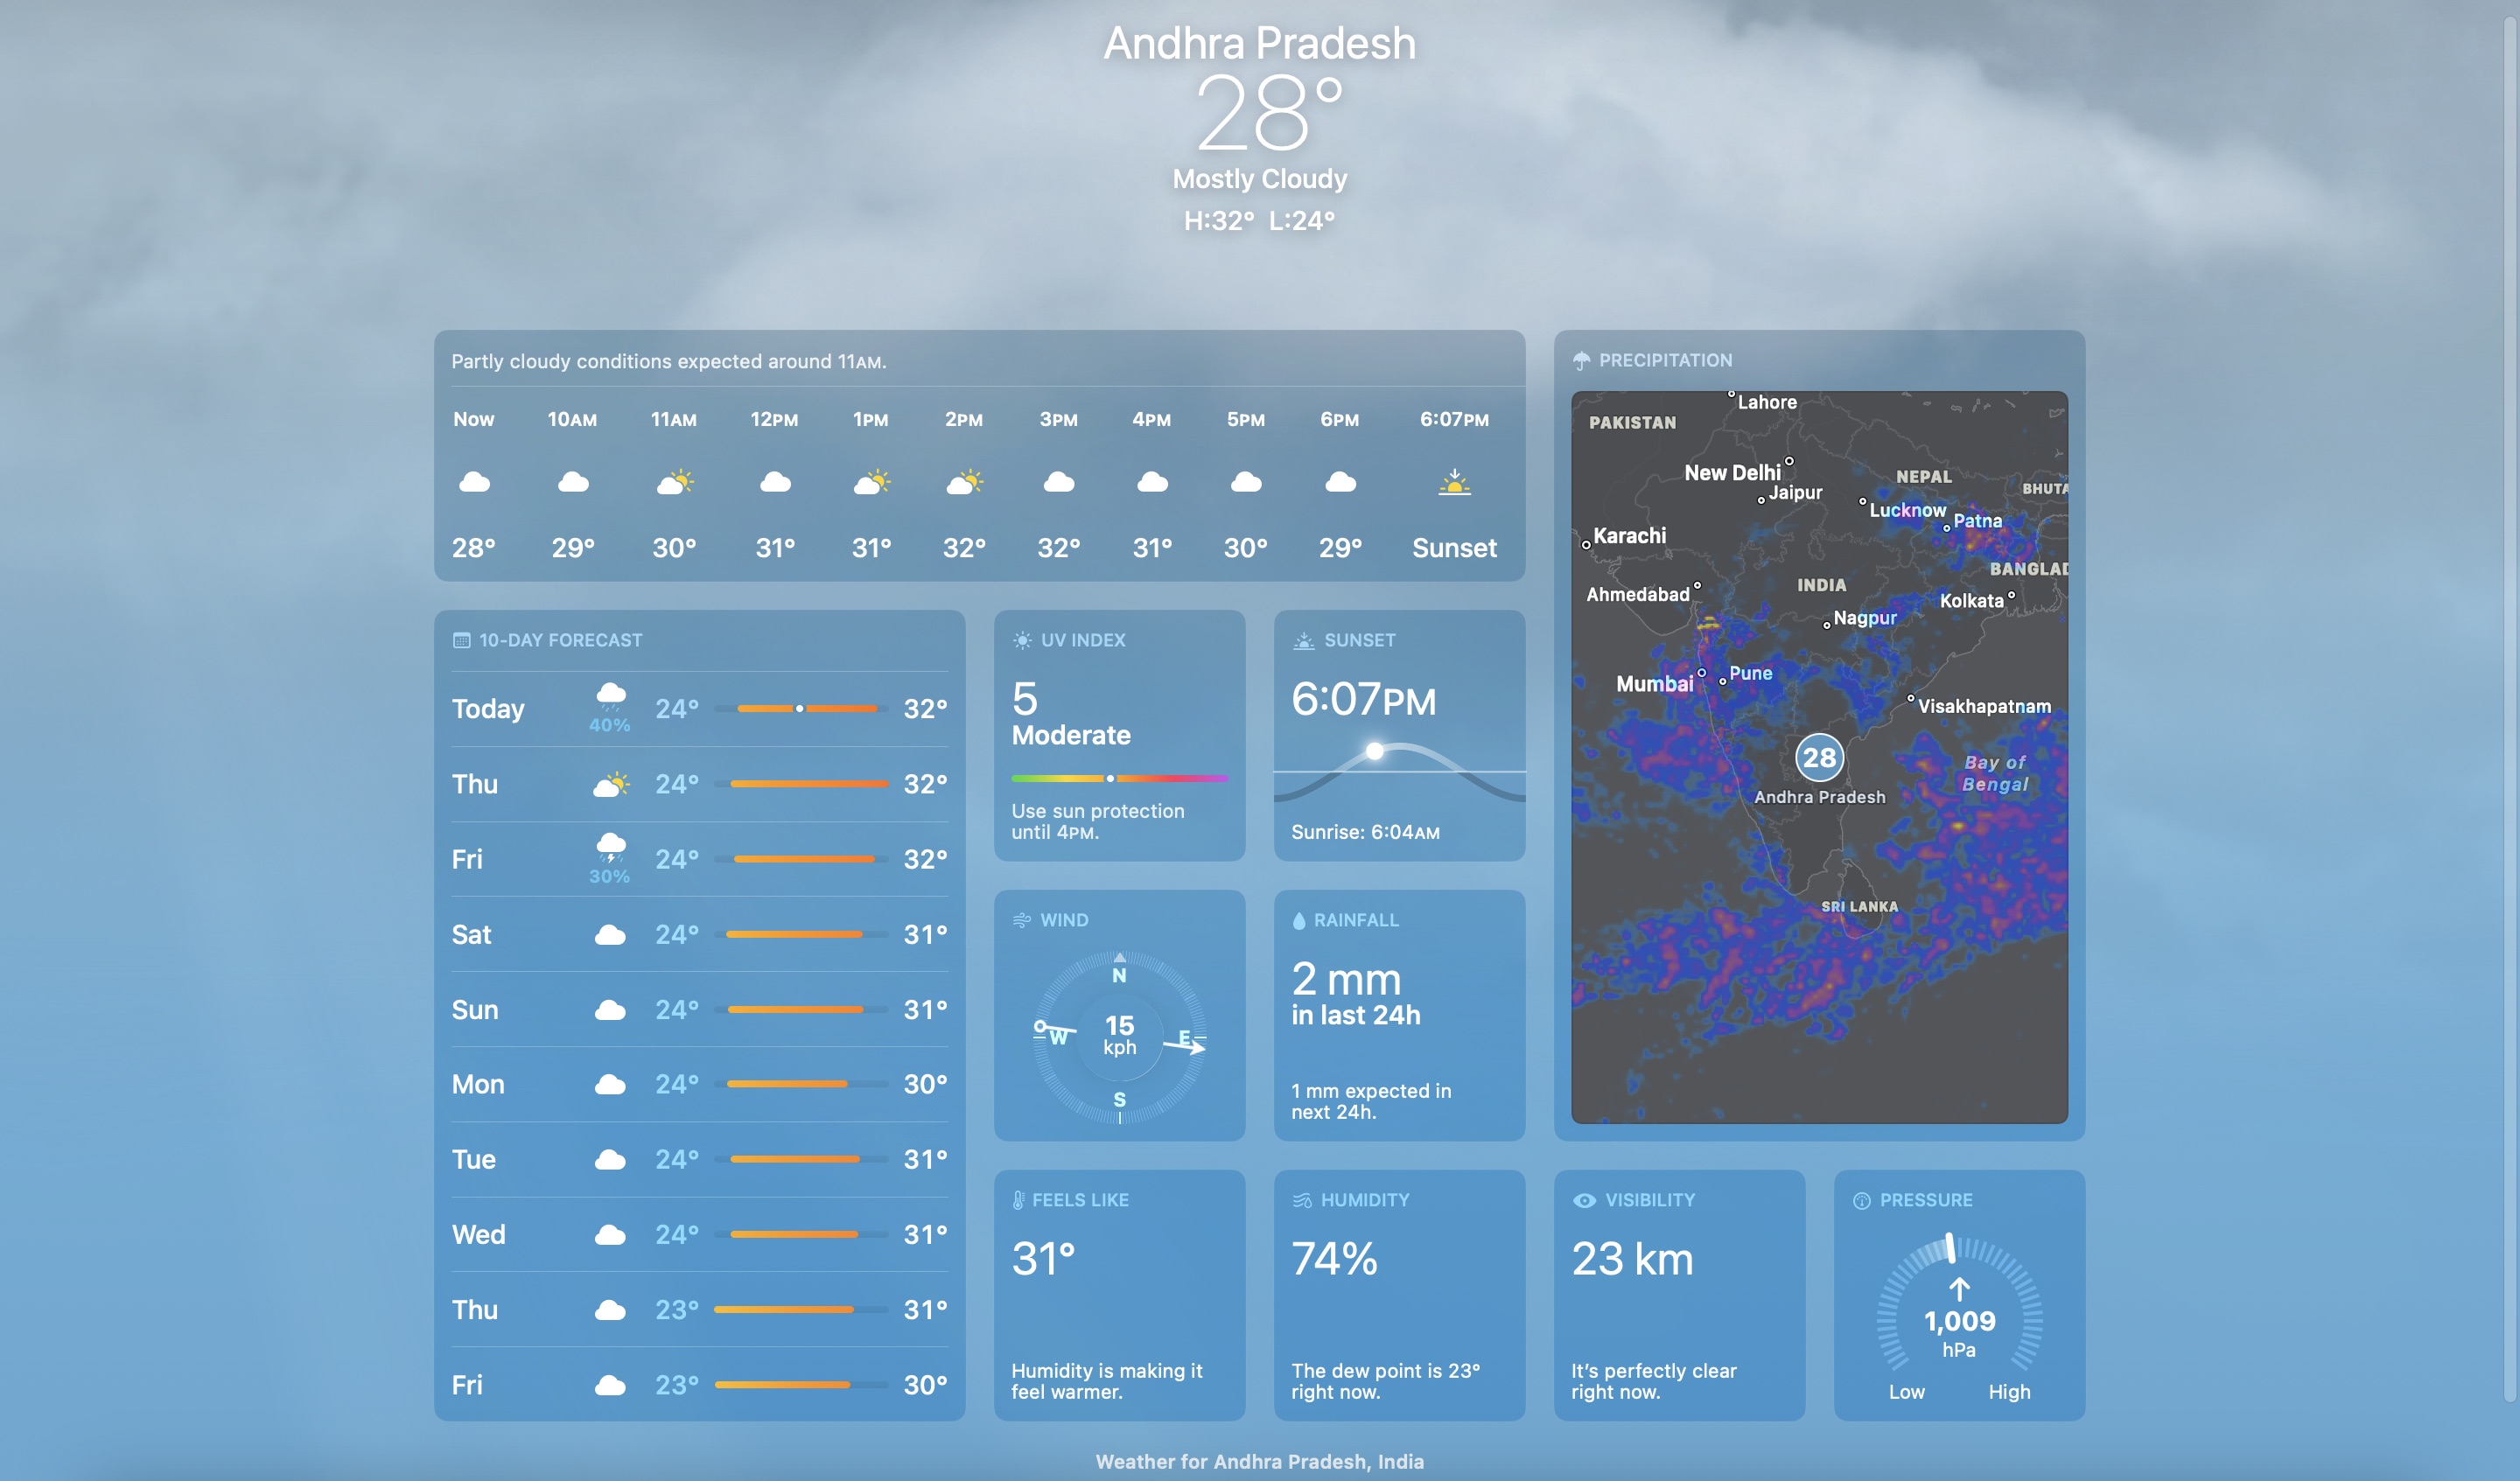 Andhra Pradesh
28°
Mostly Cloudy
H:32° L:24°
Partly cloudy conditions expected around 11AM.
Now 10AM 11AM 12PM 1PM 2PM 3PM 4PM 5PM 6PM 6:07PM
28° 29° 30° 31° 31° 32° 32° 31° 30° 29° Sunset
10-DAY FORECAST
Today 40% 24° 32°
Thu 24° 32°
Fri 30% 24° 32°
Sat 24° 31°
Sun 24° 31°
Mon 24° 30°
Tue 24° 31°
Wed 24° 31°
Thu 23° 31°
Fri 23° 30°
UV INDEX
5
Moderate
Use sun protection
until 4PM.
SUNSET
6:07PM
Sunrise: 6:04AM
WIND
N
W
15
kph
E
S
RAINFALL
2 mm
in last 24h
1 mm expected in
next 24h.
PRECIPITATION
Lahore
PAKISTAN
New Delhi
NEPAL
Jaipur
BHUTA
Lucknow
Patna
Karachi
BANGLAD
INDIA
Ahmedabad
Kolkata
Nagpur
Pune
Mumbai
Visakhapatnam
28
Bay of
Bengal
Andhra Pradesh
SRI LANKA
FEELS LIKE
31°
Humidity is making it
feel warmer.
HUMIDITY
74%
The dew point is 23°
right now.
VISIBILITY
23 km
It's perfectly clear
right now.
PRESSURE
1,009
hPa
Low High
Weather for Andhra Pradesh, India